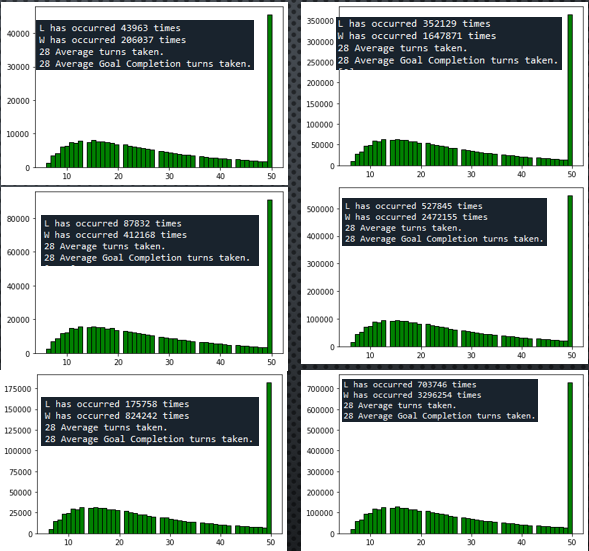 L has occurred 43963 times
W has occurred 206037 times
28 Average turns taken.
28 Average Goal Completion turns taken.
40000
30000
20000
10000
0
10 20 30 40 50
L has occurred 352129 times
W has occurred 1647871 times
28 Average turns taken.
28 Average Goal Completion turns taken.
350000
300000
250000
200000
150000
100000
50000
0
10 20 30 40 50
L has occurred 87832 times
W has occurred 412168 times
28 Average turns taken.
28 Average Goal Completion turns taken.
80000
60000
40000
20000
0
10 20 30 40 50
L has occurred 527845 times
W has occurred 2472155 times
28 Average turns taken.
28 Average Goal Completion turns taken.
500000
400000
300000
200000
100000
0
10 20 30 40 50
L has occurred 175758 times
W has occurred 824242 times
28 Average turns taken.
28 Average Goal Completion turns taken.
175000
150000
125000
100000
75000
50000
25000
0
10 20 30 40 50
L has occurred 703746 times
W has occurred 3296254 times
28 Average turns taken.
28 Average Goal Completion turns taken.
700000
600000
500000
400000
300000
200000
100000
0
10 20 30 40 50